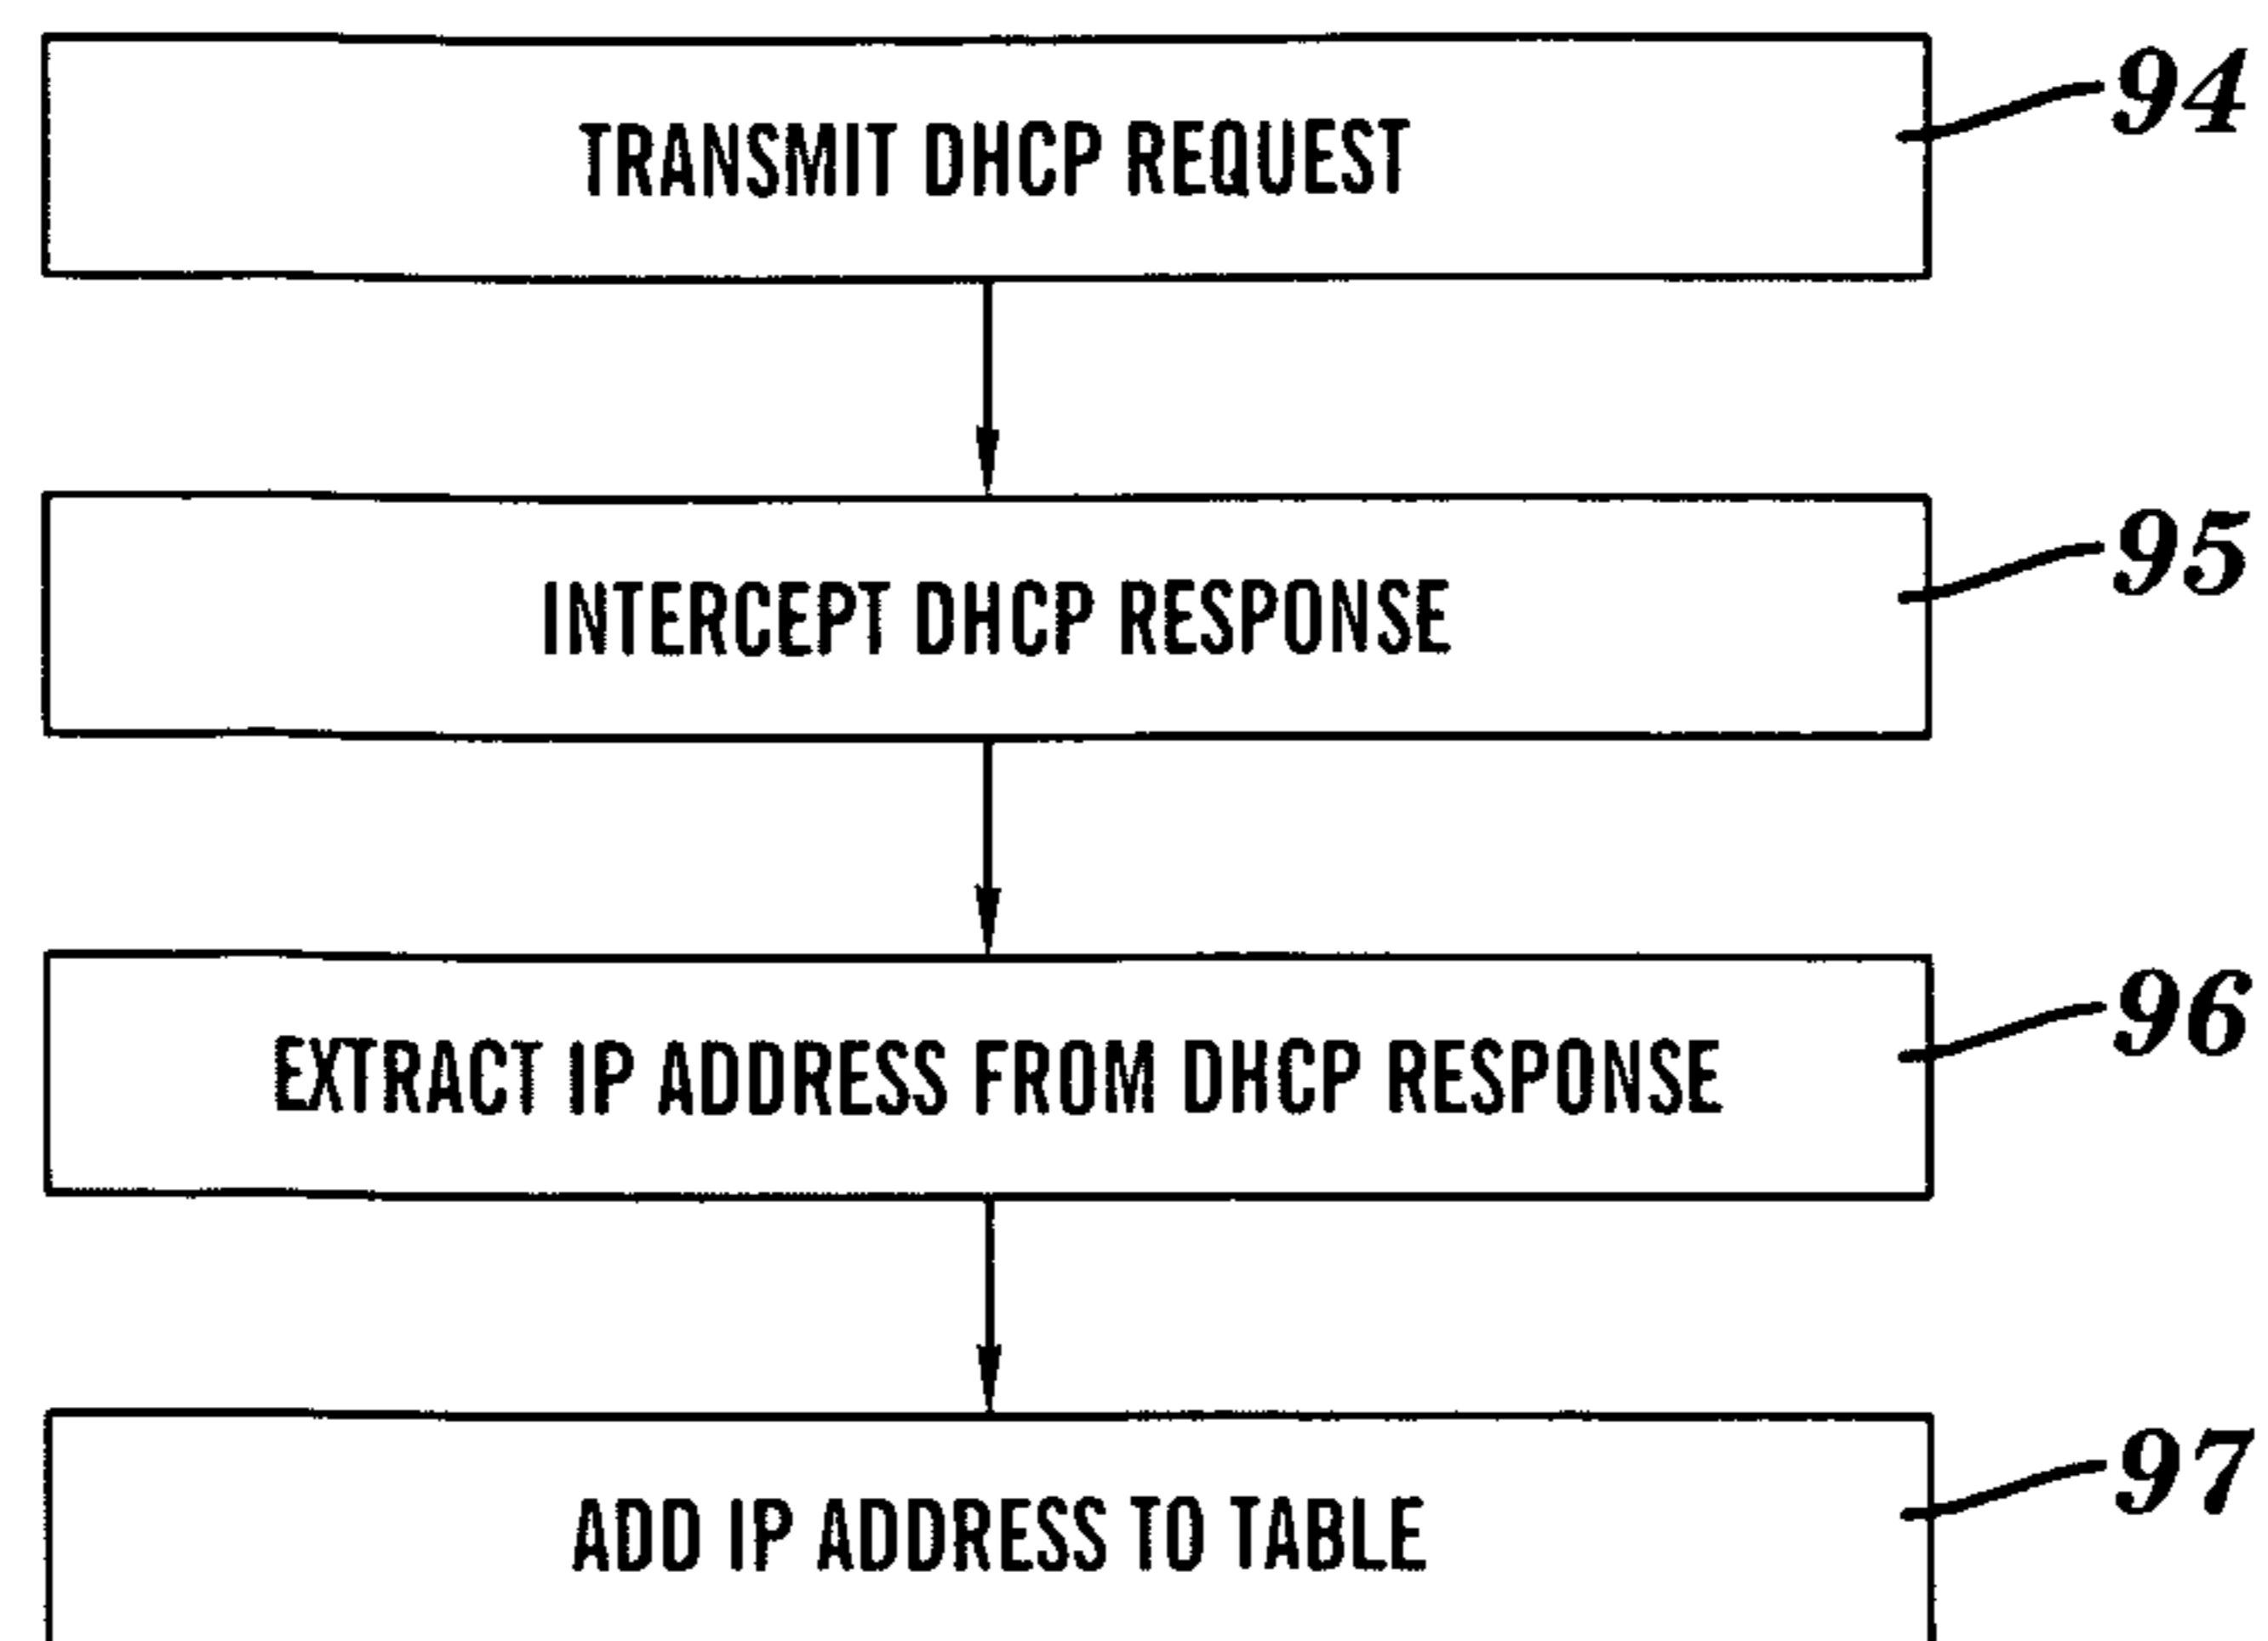 TRANSMIT DHCP REQUEST
94
INTERCEPT DHCP RESPONSE
95
EXTRACT IP ADDRESS FROM DHCP RESPONSE
96
ADD IP ADDRESS TO TABLE
97